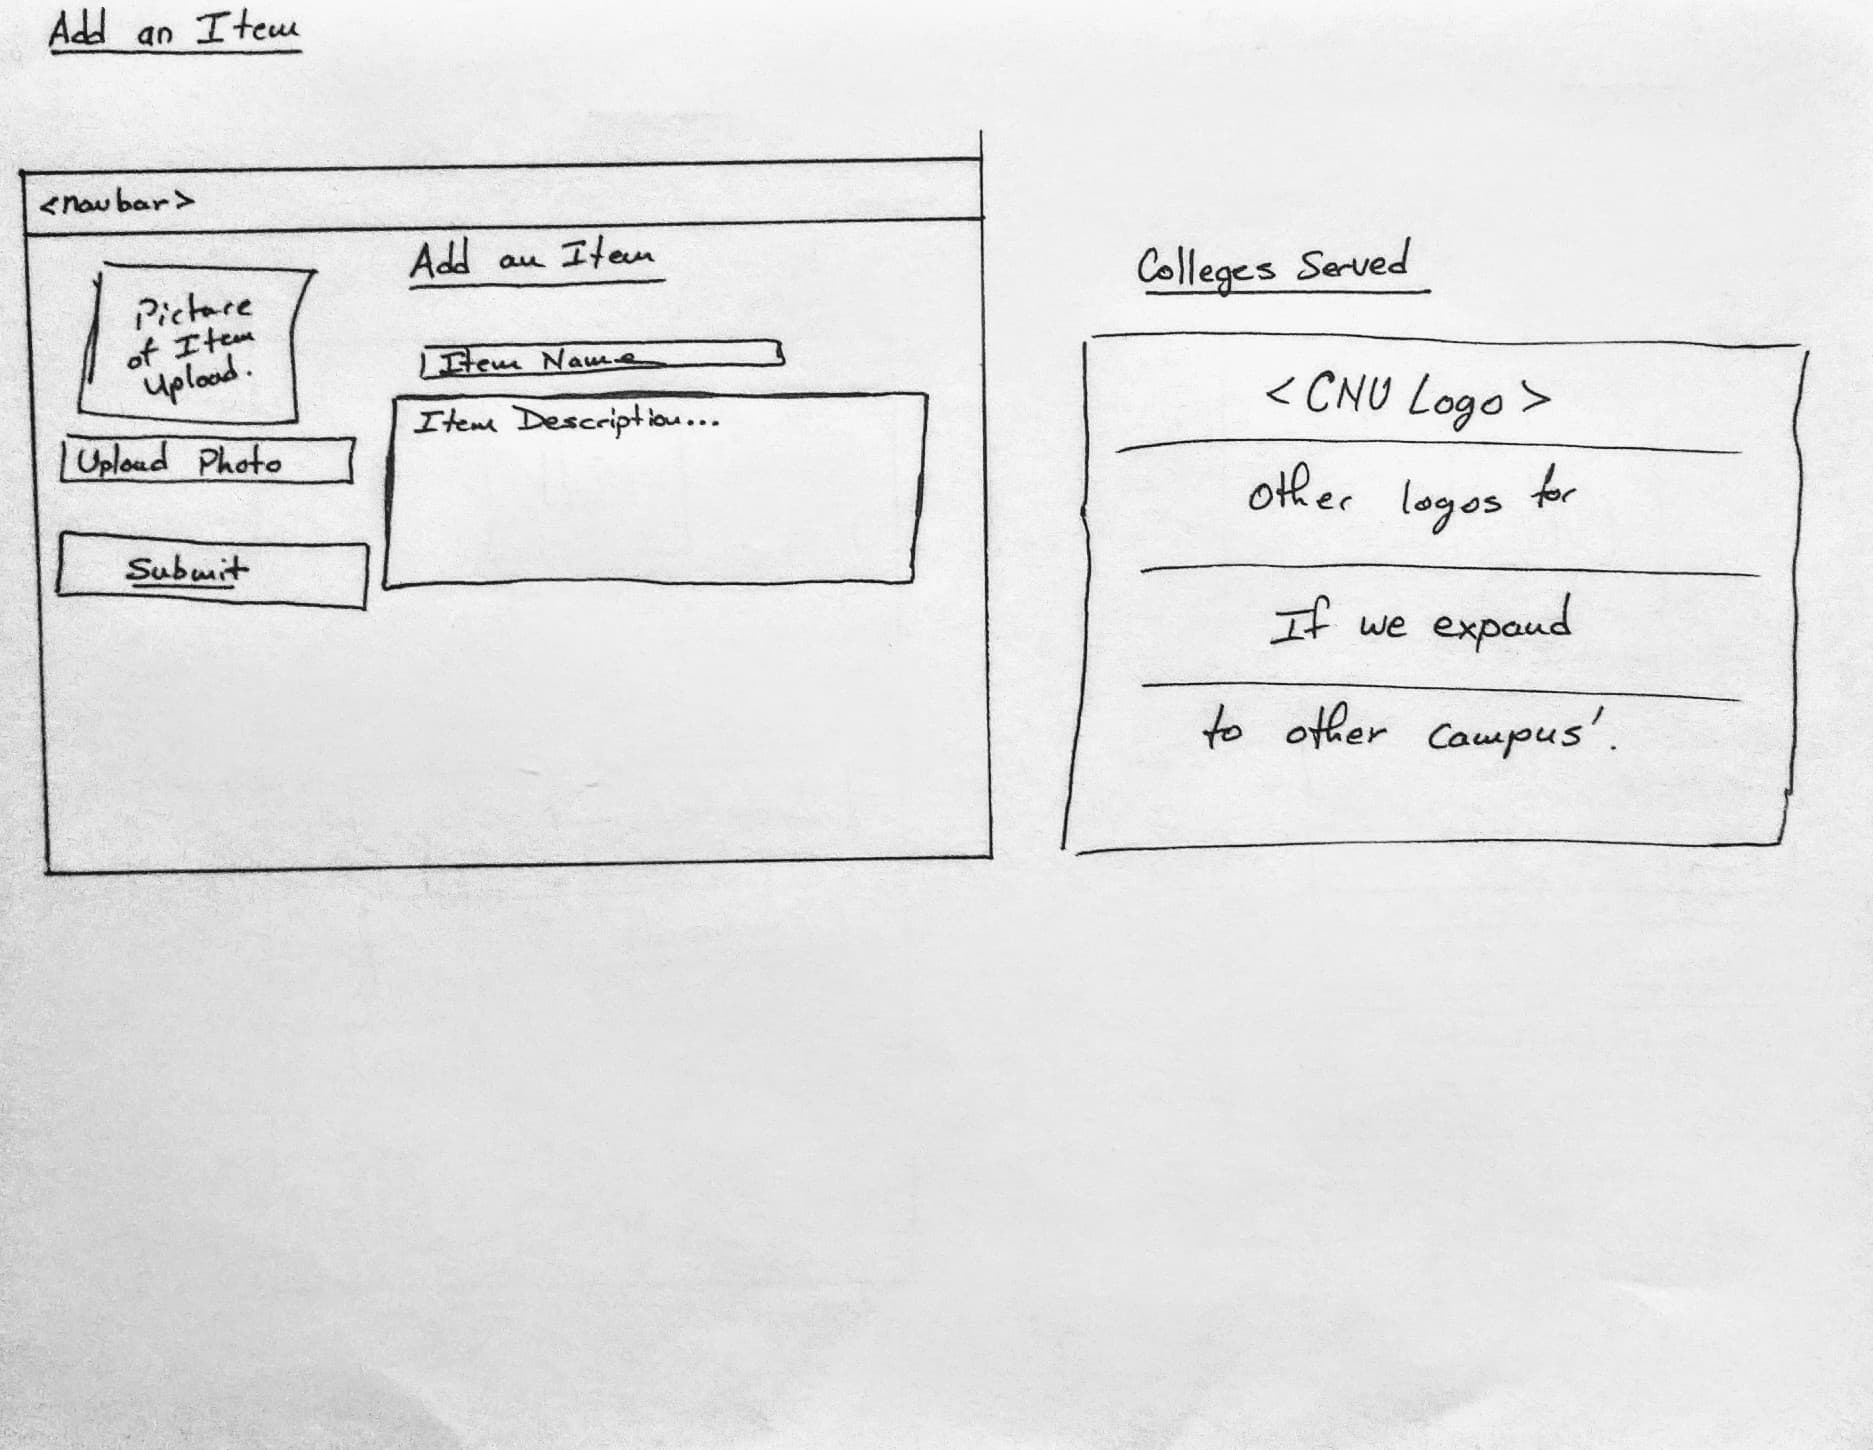 Add an Item
<navbar>
Picture
of Item
Upload.
Upload Photo
Submit
Add an Item
Item Name
Item Description...
Colleges Served
<CNU Logo>
other logos for
If we expand
to other campus'.